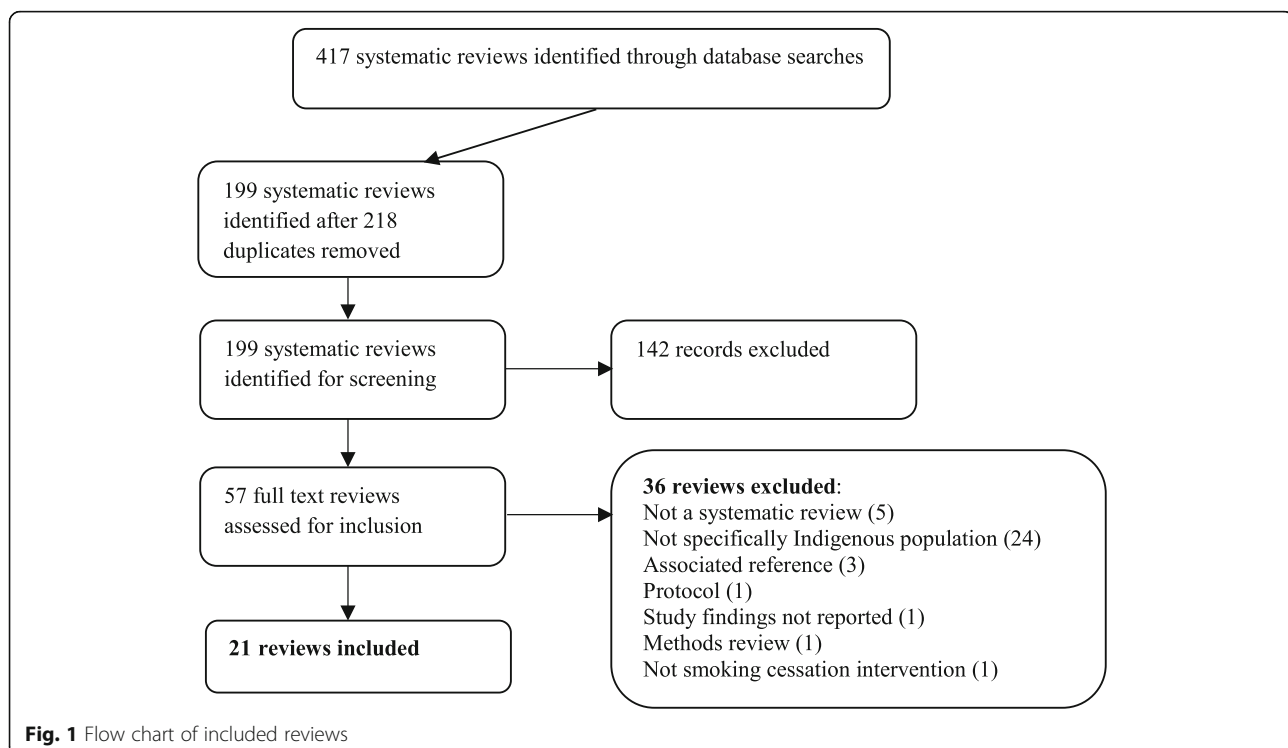 417 systematic reviews identified through database searches
199 systematic reviews
identified after 218
duplicates removed
199 systematic reviews
identified for screening
142 records excluded
57 full text reviews
assessed for inclusion
36 reviews excluded:
Not a systematic review (5)
Not specifically Indigenous population (24)
Associated reference (3)
Protocol (1)
Study findings not reported (1)
Methods review (1)
Not smoking cessation intervention (1)
21 reviews included
Fig. 1 Flow chart of included reviews